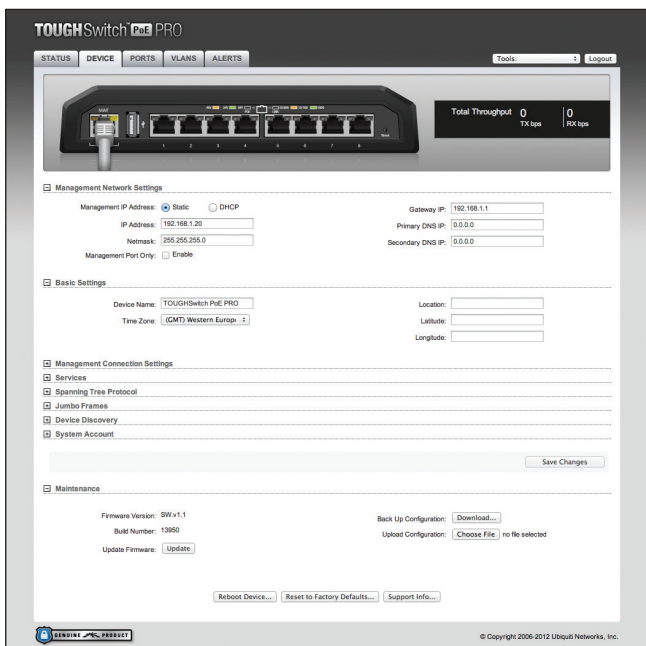 TOUGHSwitch PoE PRO
STATUS DEVICE PORTS VLANS ALERTS Tools: Logout
Total Throughput 0 TX bps 0 RX bps
1 2 3 4 5 6 7 8
Reset
Management Network Settings
Management IP Address: Static DHCP
Gateway IP: 192.168.1.1
IP Address: 192.168.1.20
Primary DNS IP: 0.0.0.0
Netmask: 255.255.255.0
Secondary DNS IP: 0.0.0.0
Management Port Only: Enable
Basic Settings
Device Name: TOUGHSwitch PoE PRO
Location:
Time Zone: (GMT) Western Europ
Latitude:
Longitude:
Management Connection Settings
Services
Spanning Tree Protocol
Jumbo Frames
Device Discovery
System Account
Save Changes
Maintenance
Firmware Version: SW.v1.1
Back Up Configuration: Download...
Build Number: 13950
Upload Configuration: Choose File no file selected
Update Firmware: Update
Reboot Device... Reset to Factory Defaults... Support Info...
GENUINE PRODUCT
© Copyright 2006-2012 Ubiquiti Networks, Inc.